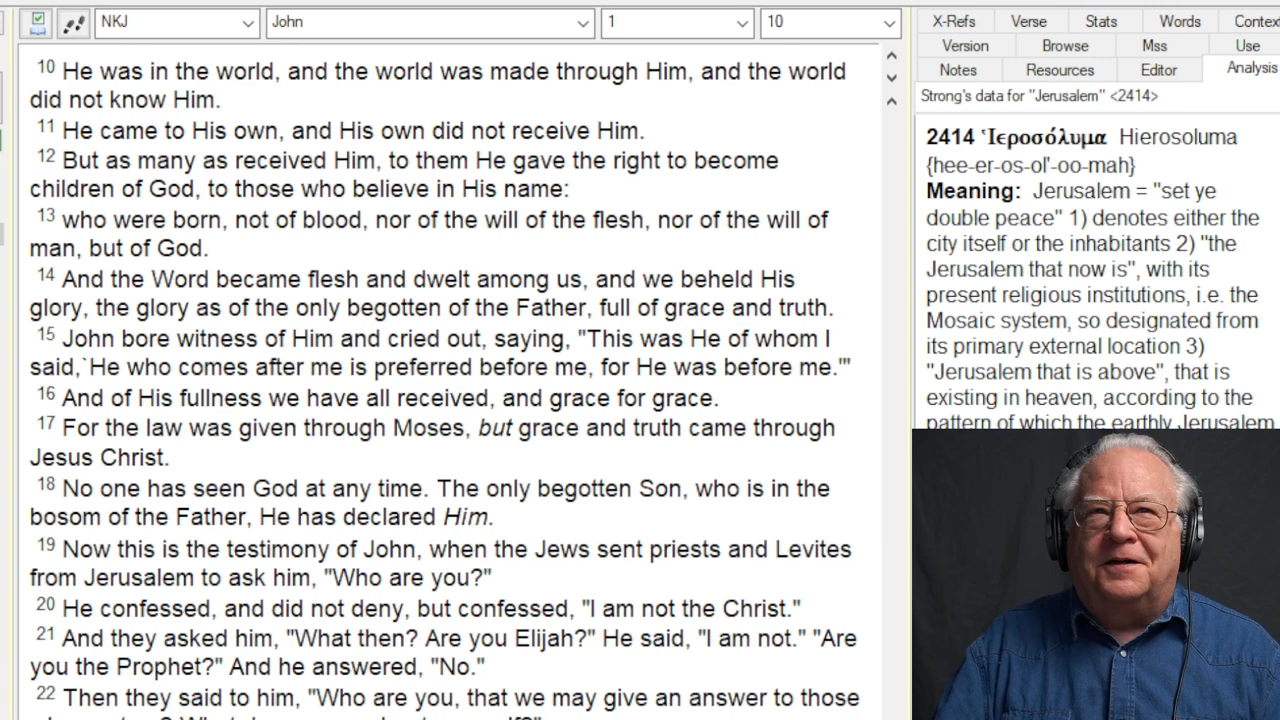 NKJ John 1 10
10 He was in the world, and the world was made through Him, and the world
did not know Him.
11 He came to His own, and His own did not receive Him.
12 But as many as received Him, to them He gave the right to become
children of God, to those who believe in His name:
13 who were born, not of blood, nor of the will of the flesh, nor of the will of
man, but of God.
14 And the Word became flesh and dwelt among us, and we beheld His
glory, the glory as of the only begotten of the Father, full of grace and truth.
15 John bore witness of Him and cried out, saying, "This was He of whom I
said,`He who comes after me is preferred before me, for He was before me.'"
16 And of His fullness we have all received, and grace for grace.
17 For the law was given through Moses, but grace and truth came through
Jesus Christ.
18 No one has seen God at any time. The only begotten Son, who is in the
bosom of the Father, He has declared Him.
19 Now this is the testimony of John, when the Jews sent priests and Levites
from Jerusalem to ask him, "Who are you?"
20 He confessed, and did not deny, but confessed, "I am not the Christ."
21 And they asked him, "What then? Are you Elijah?" He said, "I am not." "Are
you the Prophet?" And he answered, "No."
22 Then they said to him, "Who are you, that we may give an answer to those
X-Refs Verse Stats Words Contex
Version Browse Mss Use
Notes Resources Editor Analysis
Strong's data for "Jerusalem" <2414>
2414 Ἱεροσόλυμα Hierosoluma
{hee-er-os-ol'-oo-mah}
Meaning: Jerusalem = "set ye
double peace" 1) denotes either the
city itself or the inhabitants 2) "the
Jerusalem that now is", with its
present religious institutions, i.e. the
Mosaic system, so designated from
its primary external location 3)
"Jerusalem that is above", that is
existing in heaven, according to the
pattern of which the earthly Jerusalem